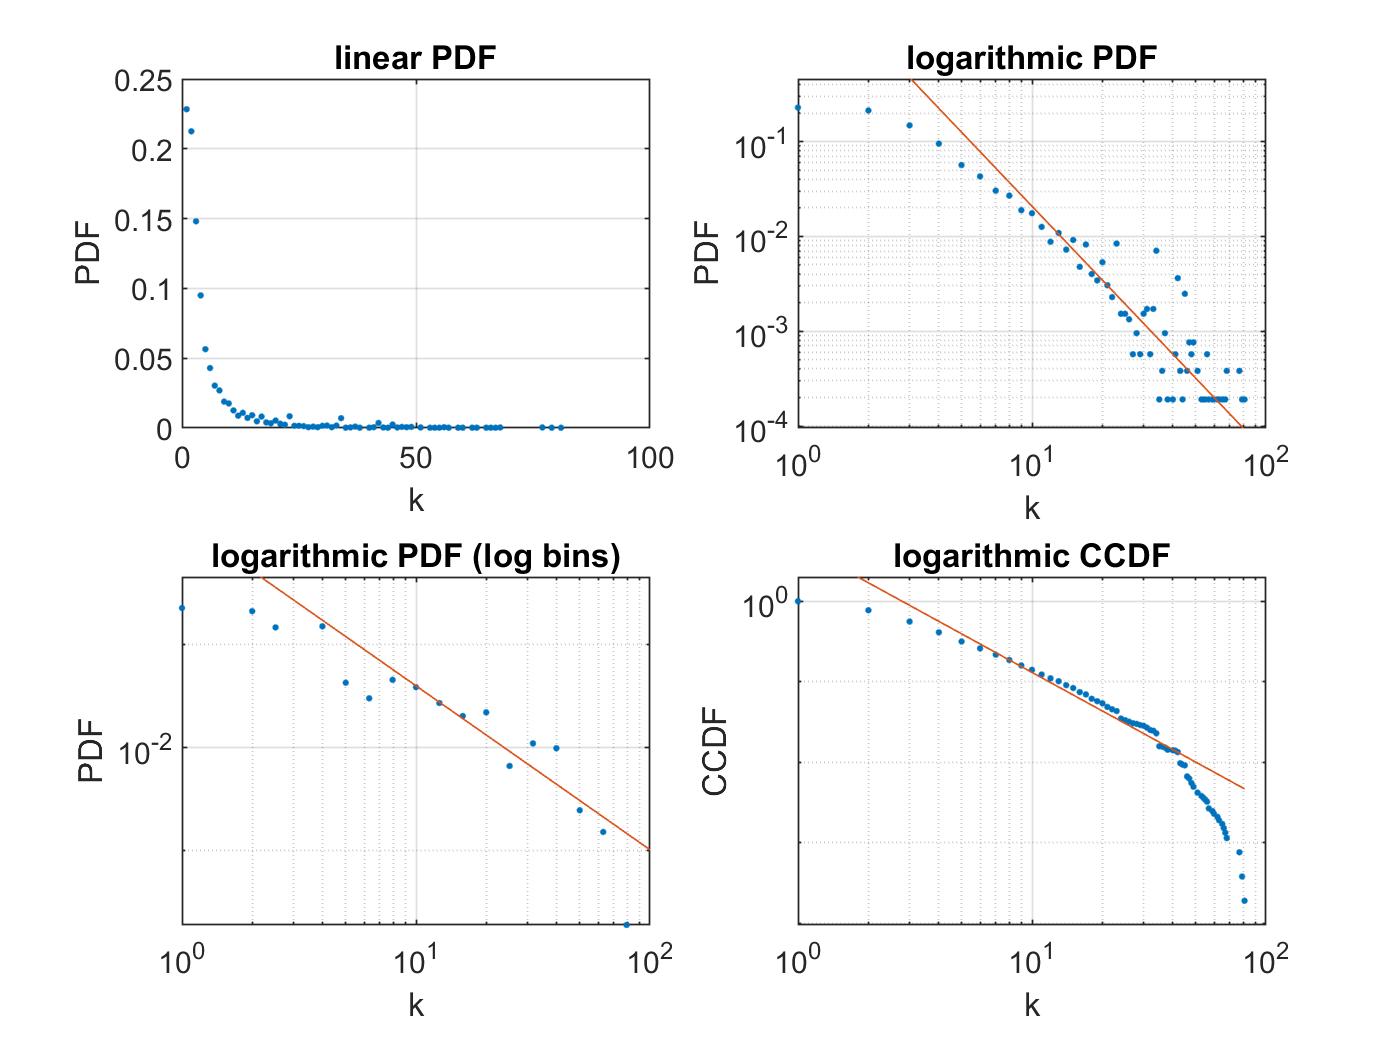 linear PDF
0.25
0.2
0.15
0.1
0.05
0
0 50 100
PDF
k
logarithmic PDF
10^-1
10^-2
10^-3
10^-4
10^0 10^1 10^2
PDF
k
logarithmic PDF (log bins)
10^-2
10^0 10^1 10^2
PDF
k
logarithmic CCDF
10^0
10^0 10^1 10^2
CCDF
k